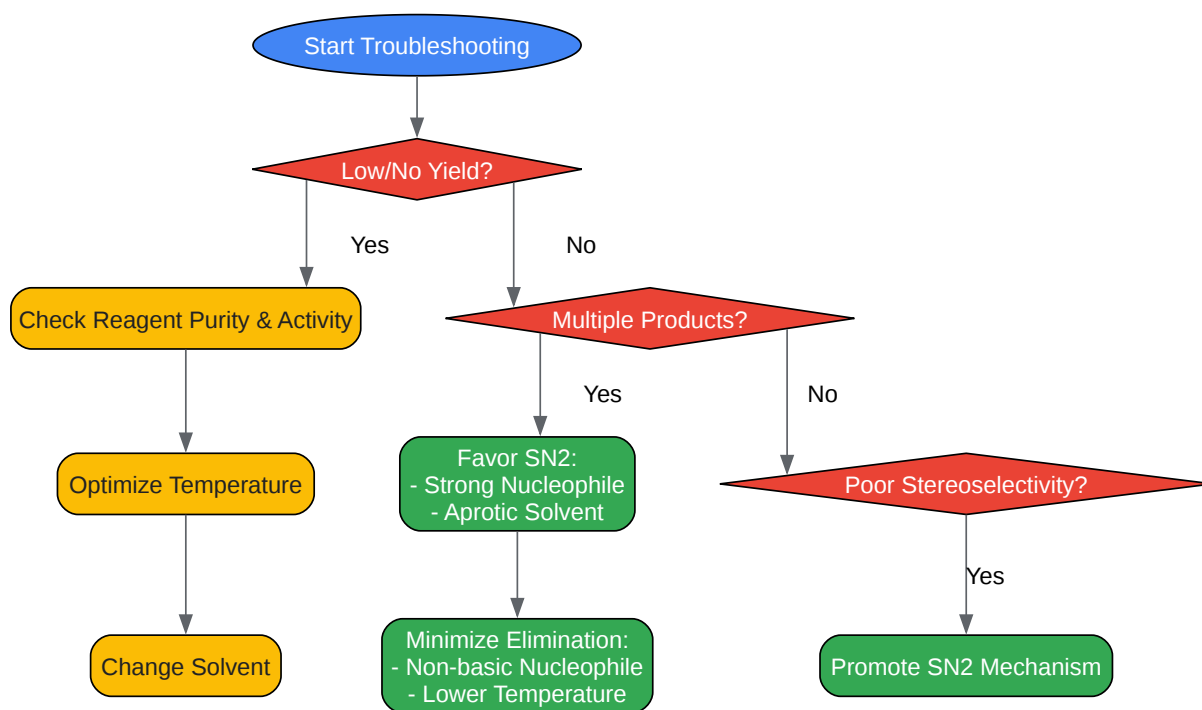 Start Troubleshooting
Low/No Yield?
Yes
No
Check Reagent Purity & Activity
Multiple Products?
Yes
No
Optimize Temperature
Favor SN2:
- Strong Nucleophile
- Aprotic Solvent
Poor Stereoselectivity?
Yes
Change Solvent
Minimize Elimination:
- Non-basic Nucleophile
- Lower Temperature
Promote SN2 Mechanism